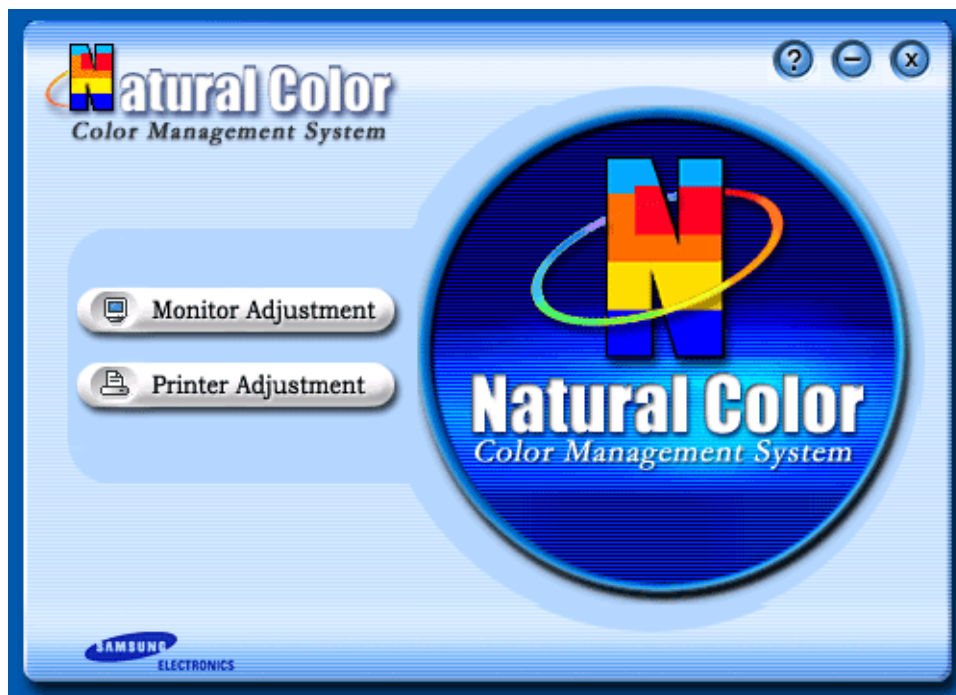 Natural Color
Color Management System
? − x
Monitor Adjustment
Printer Adjustment
N
Natural Color
Color Management System
SAMSUNG
ELECTRONICS